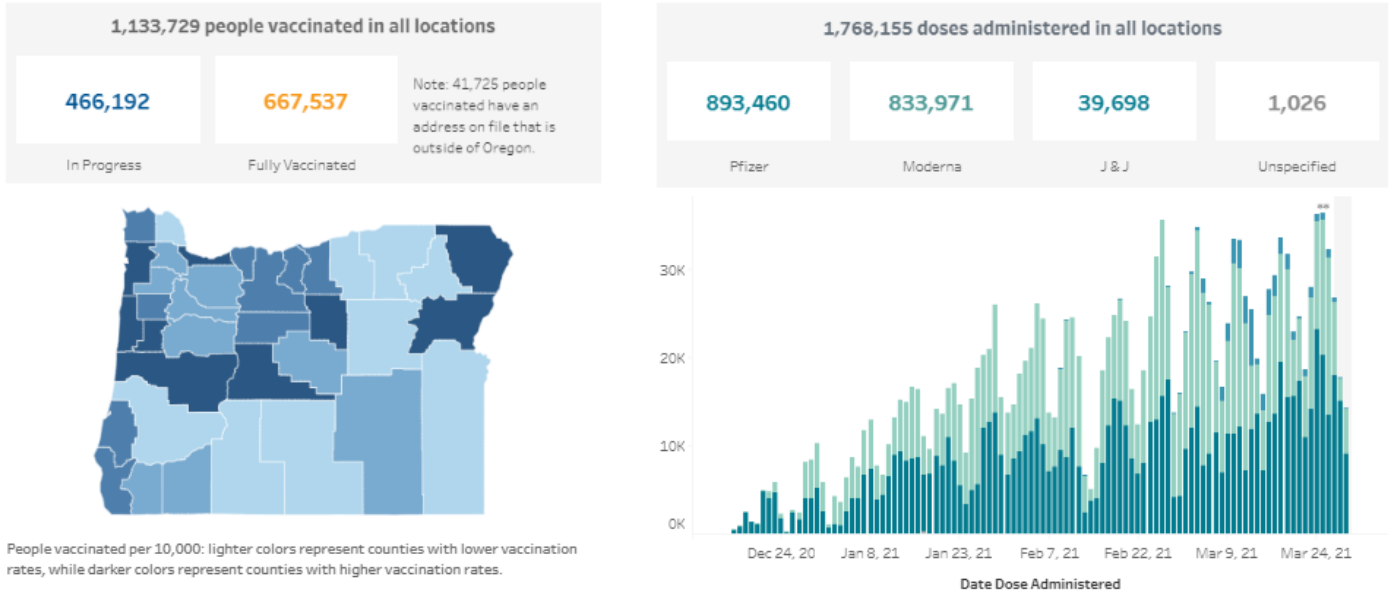 1,133,729 people vaccinated in all locations
466,192
667,537
Note: 41,725 people
vaccinated have an
address on file that is
outside of Oregon.
In Progress
Fully Vaccinated
People vaccinated per 10,000: lighter colors represent counties with lower vaccination
rates, while darker colors represent counties with higher vaccination rates.
1,768,155 doses administered in all locations
893,460
833,971
39,698
1,026
Pfizer
Moderna
J & J
Unspecified
30K
20K
10K
0K
Dec 24, 20
Jan 8, 21
Jan 23, 21
Feb 7, 21
Feb 22, 21
Mar 9, 21
Mar 24, 21
Date Dose Administered